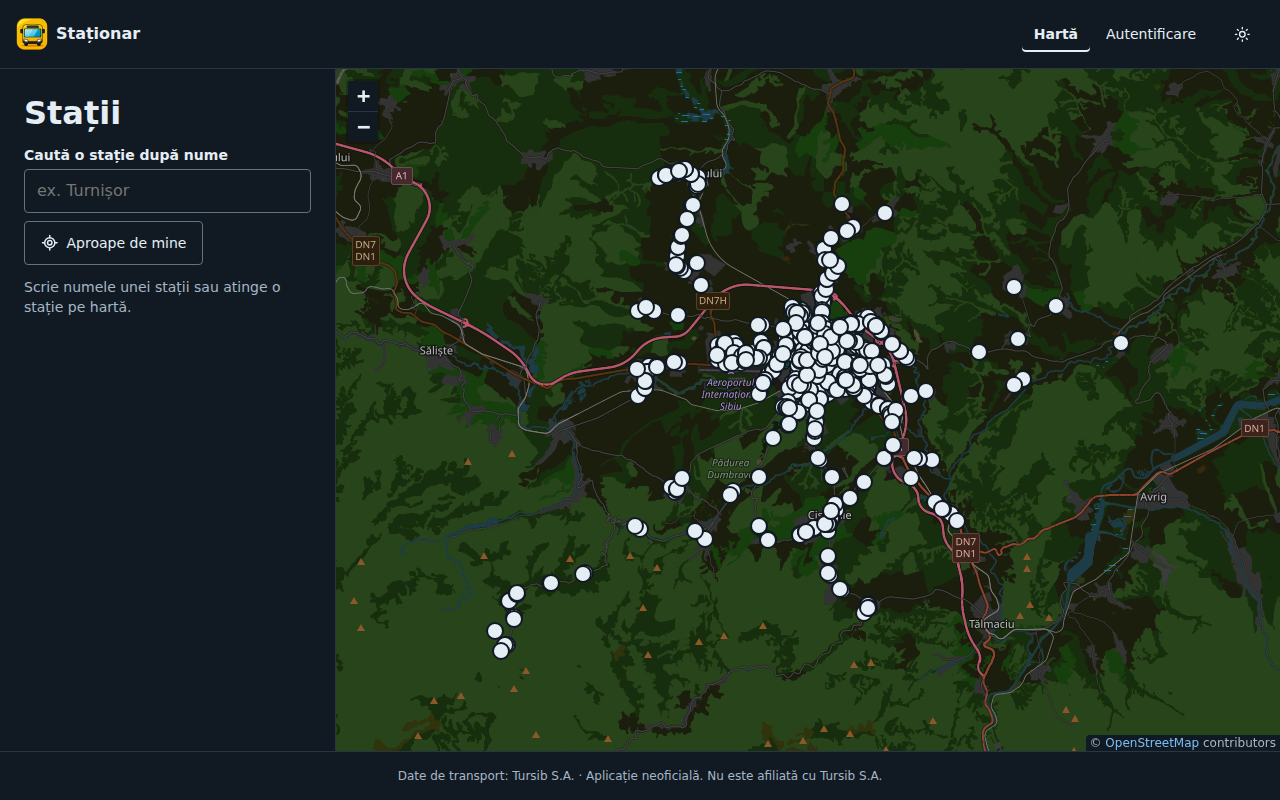 Staționar
Hartă
Autentificare
Stații
Caută o stație după nume
ex. Turnișor
Aproape de mine
Scrie numele unei stații sau atinge o
stație pe hartă.
+
−
A1
DN7
DN1
DN7H
Săliște
Aeroportul
Internațion
Sibiu
Pădurea
Dumbrav
DN1
Avrig
DN7
DN1
Tălmaciu
© OpenStreetMap contributors
Date de transport: Tursib S.A. · Aplicație neoficială. Nu este afiliată cu Tursib S.A.